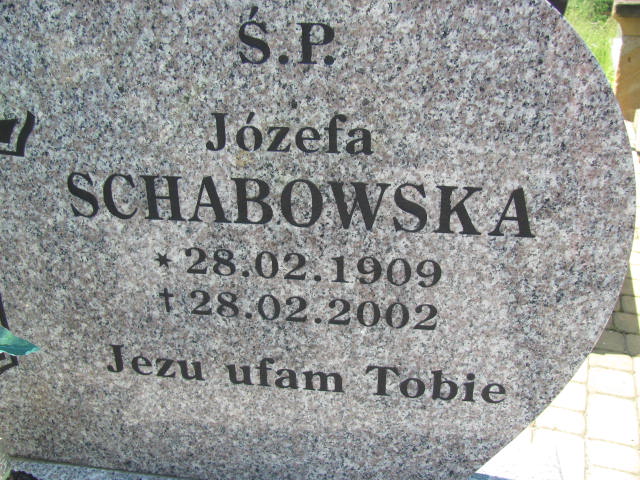 Ś.P.
Józefa
SCHABOWSKA
* 28.02.1909
† 28.02.2002
Jezu ufam Tobie